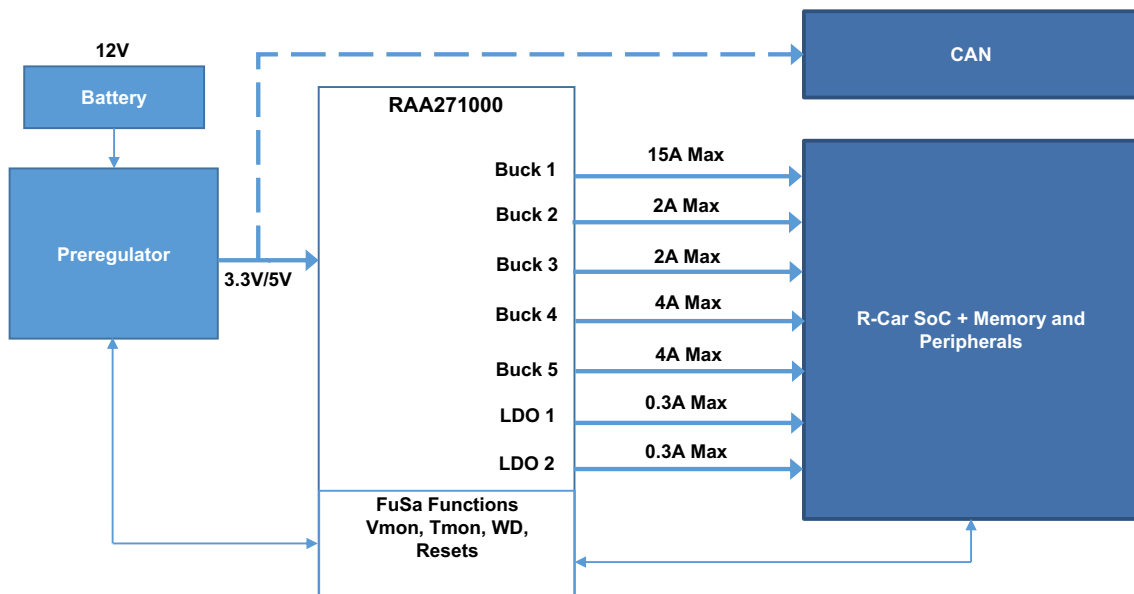 12V
Battery
Preregulator
3.3V/5V
RAA271000
Buck 1
15A Max
Buck 2
2A Max
Buck 3
2A Max
Buck 4
4A Max
Buck 5
4A Max
LDO 1
0.3A Max
LDO 2
0.3A Max
FuSa Functions
Vmon, Tmon, WD,
Resets
CAN
R-Car SoC + Memory and
Peripherals